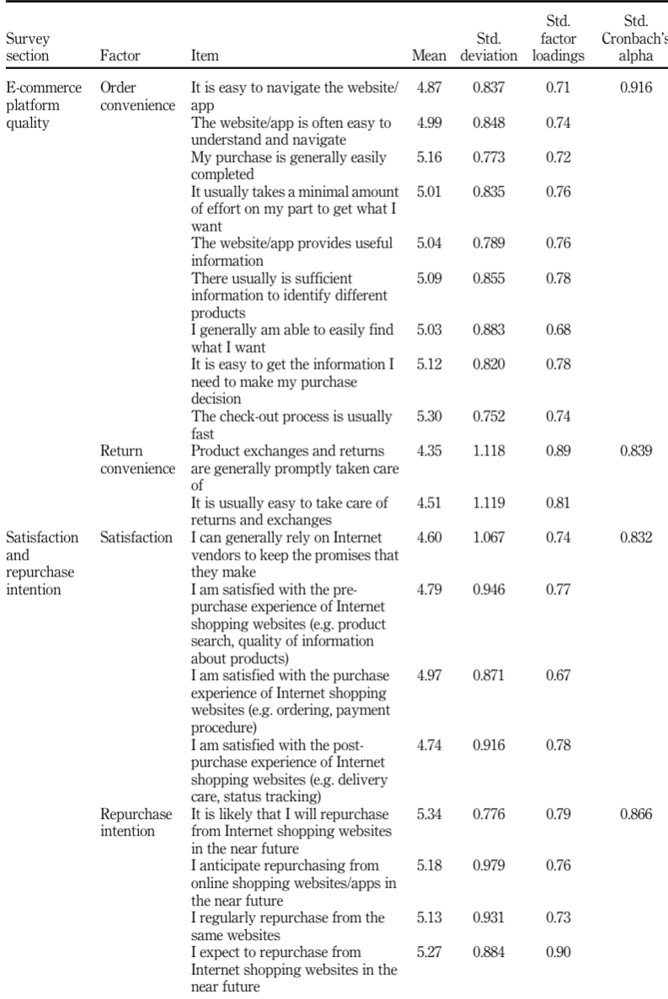 Std. Std.
Survey Std. factor Cronbach's
section Factor Item Mean deviation loadings alpha
E-commerce Order It is easy to navigate the website/ 4.87 0.837 0.71 0.916
platform convenience app
quality The website/app is often easy to 4.99 0.848 0.74
understand and navigate
My purchase is generally easily 5.16 0.773 0.72
completed
It usually takes a minimal amount 5.01 0.835 0.76
of effort on my part to get what I
want
The website/app provides useful 5.04 0.789 0.76
information
There usually is sufficient 5.09 0.855 0.78
information to identify different
products
I generally am able to easily find 5.03 0.883 0.68
what I want
It is easy to get the information I 5.12 0.820 0.78
need to make my purchase
decision
The check-out process is usually 5.30 0.752 0.74
fast
Return Product exchanges and returns 4.35 1.118 0.89 0.839
convenience are generally promptly taken care
of
It is usually easy to take care of 4.51 1.119 0.81
returns and exchanges
Satisfaction Satisfaction I can generally rely on Internet 4.60 1.067 0.74 0.832
and vendors to keep the promises that
repurchase they make
intention I am satisfied with the pre- 4.79 0.946 0.77
purchase experience of Internet
shopping websites (e.g. product
search, quality of information
about products)
I am satisfied with the purchase 4.97 0.871 0.67
experience of Internet shopping
websites (e.g. ordering, payment
procedure)
I am satisfied with the post- 4.74 0.916 0.78
purchase experience of Internet
shopping websites (e.g. delivery
care, status tracking)
Repurchase It is likely that I will repurchase 5.34 0.776 0.79 0.866
intention from Internet shopping websites
in the near future
I anticipate repurchasing from 5.18 0.979 0.76
online shopping websites/apps in
the near future
I regularly repurchase from the 5.13 0.931 0.73
same websites
I expect to repurchase from 5.27 0.884 0.90
Internet shopping websites in the
near future